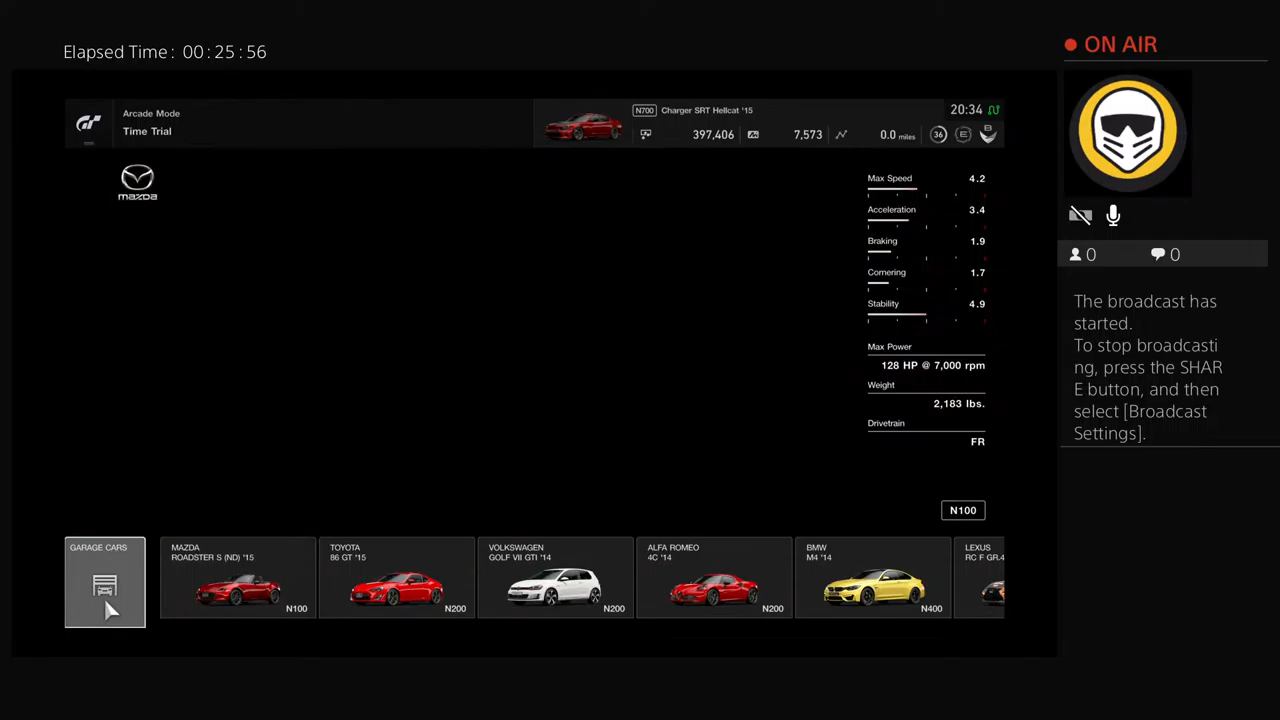 Elapsed Time: 00:25:56
ON AIR
Arcade Mode
Time Trial
N700 Charger SRT Hellcat '15
20:34
397,406
7,573
0.0 miles
36
E
B
mazda
Max Speed 4.2
Acceleration 3.4
Braking 1.9
Cornering 1.7
Stability 4.9
Max Power
128 HP @ 7,000 rpm
Weight
2,183 lbs.
Drivetrain
FR
N100
0
0
The broadcast has
started.
To stop broadcasti
ng, press the SHAR
E button, and then
select [Broadcast
Settings].
GARAGE CARS
MAZDA
ROADSTER S (ND) '15
N100
TOYOTA
86 GT '15
N200
VOLKSWAGEN
GOLF VII GTI '14
N200
ALFA ROMEO
4C '14
N200
BMW
M4 '14
N400
LEXUS
RC F GR.4